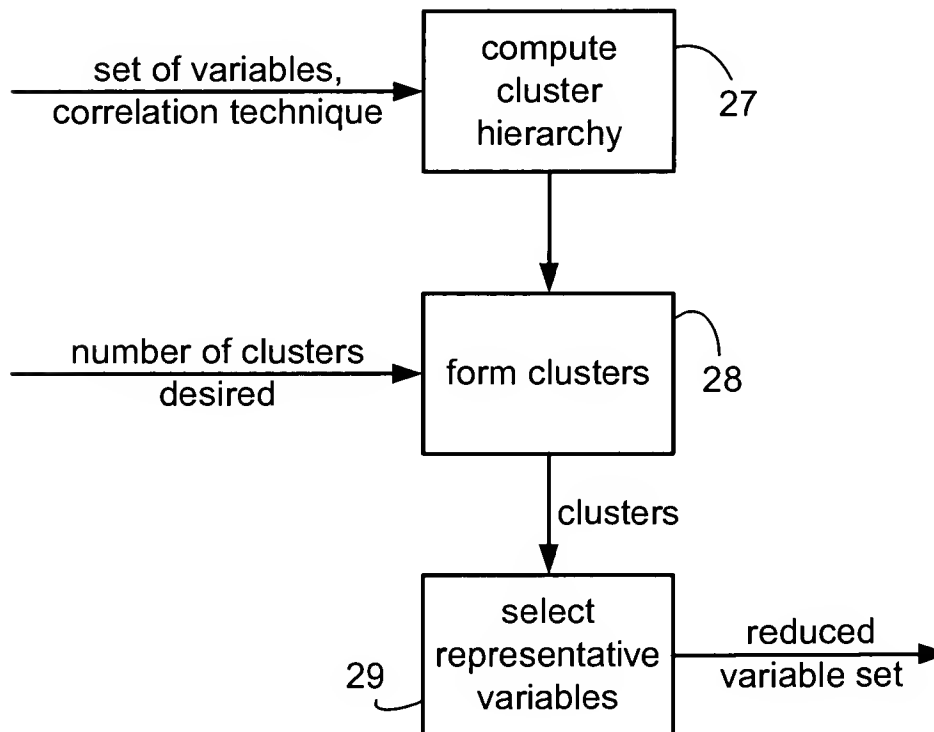 compute
cluster
hierarchy
27
set of variables,
correlation technique
number of clusters
desired
form clusters
28
clusters
select
representative
variables
29
reduced
variable set